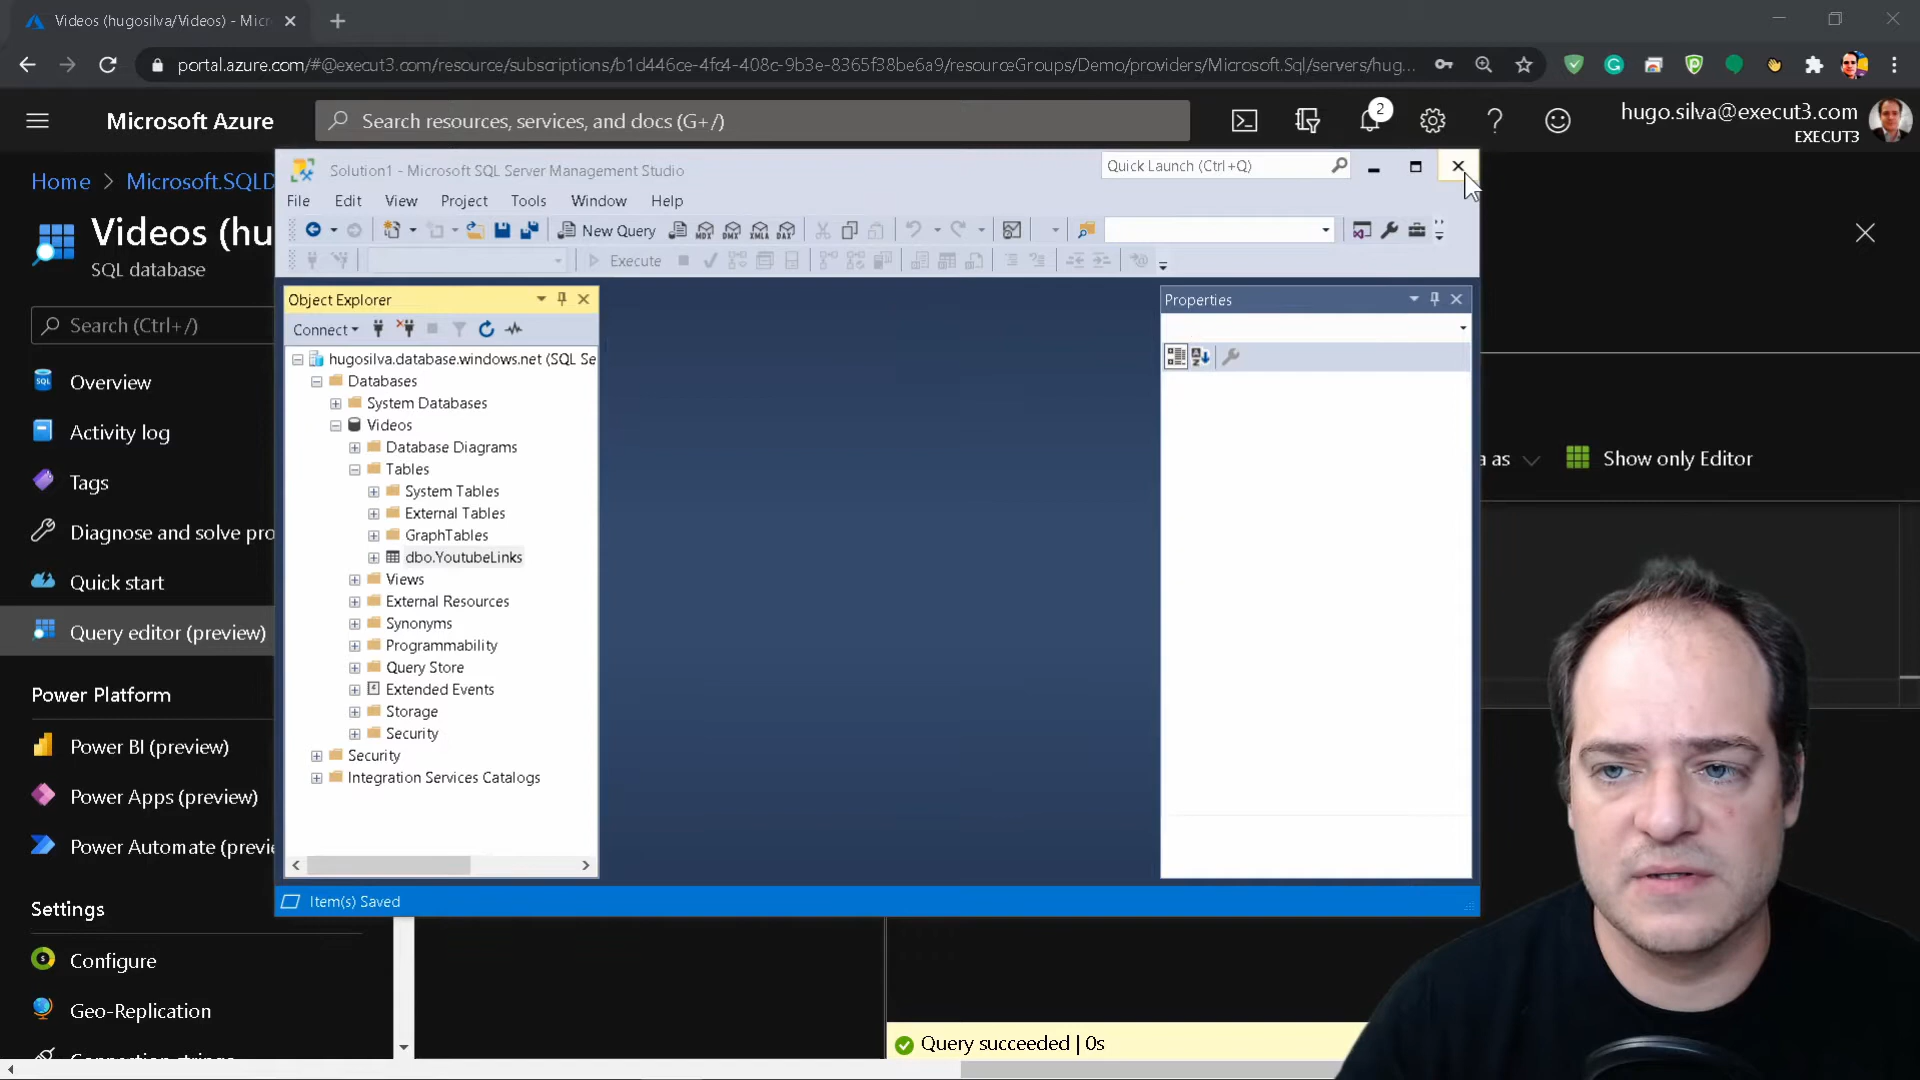 Videos (hugosilva/Videos) - Micr
portal.azure.com/#@execut3.com/resource/subscriptions/b1d446ce-4fc4-408c-9b3e-8365f38be6a9/resourceGroups/Demo/providers/Microsoft.Sql/servers/hug...
Microsoft Azure
Search resources, services, and docs (G+/)
2
hugo.silva@execut3.com
EXECUT3
Home > Microsoft.SQLD
Videos (hu
SQL database
Search (Ctrl+/)
Overview
Activity log
Tags
Diagnose and solve pro
Quick start
Query editor (preview)
Power Platform
Power BI (preview)
Power Apps (preview)
Power Automate (previe
Settings
Configure
Geo-Replication
Connection strings
Solution1 - Microsoft SQL Server Management Studio
Quick Launch (Ctrl+Q)
File Edit View Project Tools Window Help
New Query
MDX DMX XMLA DAX
Execute
Object Explorer
Connect
hugosilva.database.windows.net (SQL Se
Databases
System Databases
Videos
Database Diagrams
Tables
System Tables
External Tables
GraphTables
dbo.YoutubeLinks
Views
External Resources
Synonyms
Programmability
Query Store
Extended Events
Storage
Security
Security
Integration Services Catalogs
Properties
Item(s) Saved
a as
Show only Editor
Query succeeded | 0s